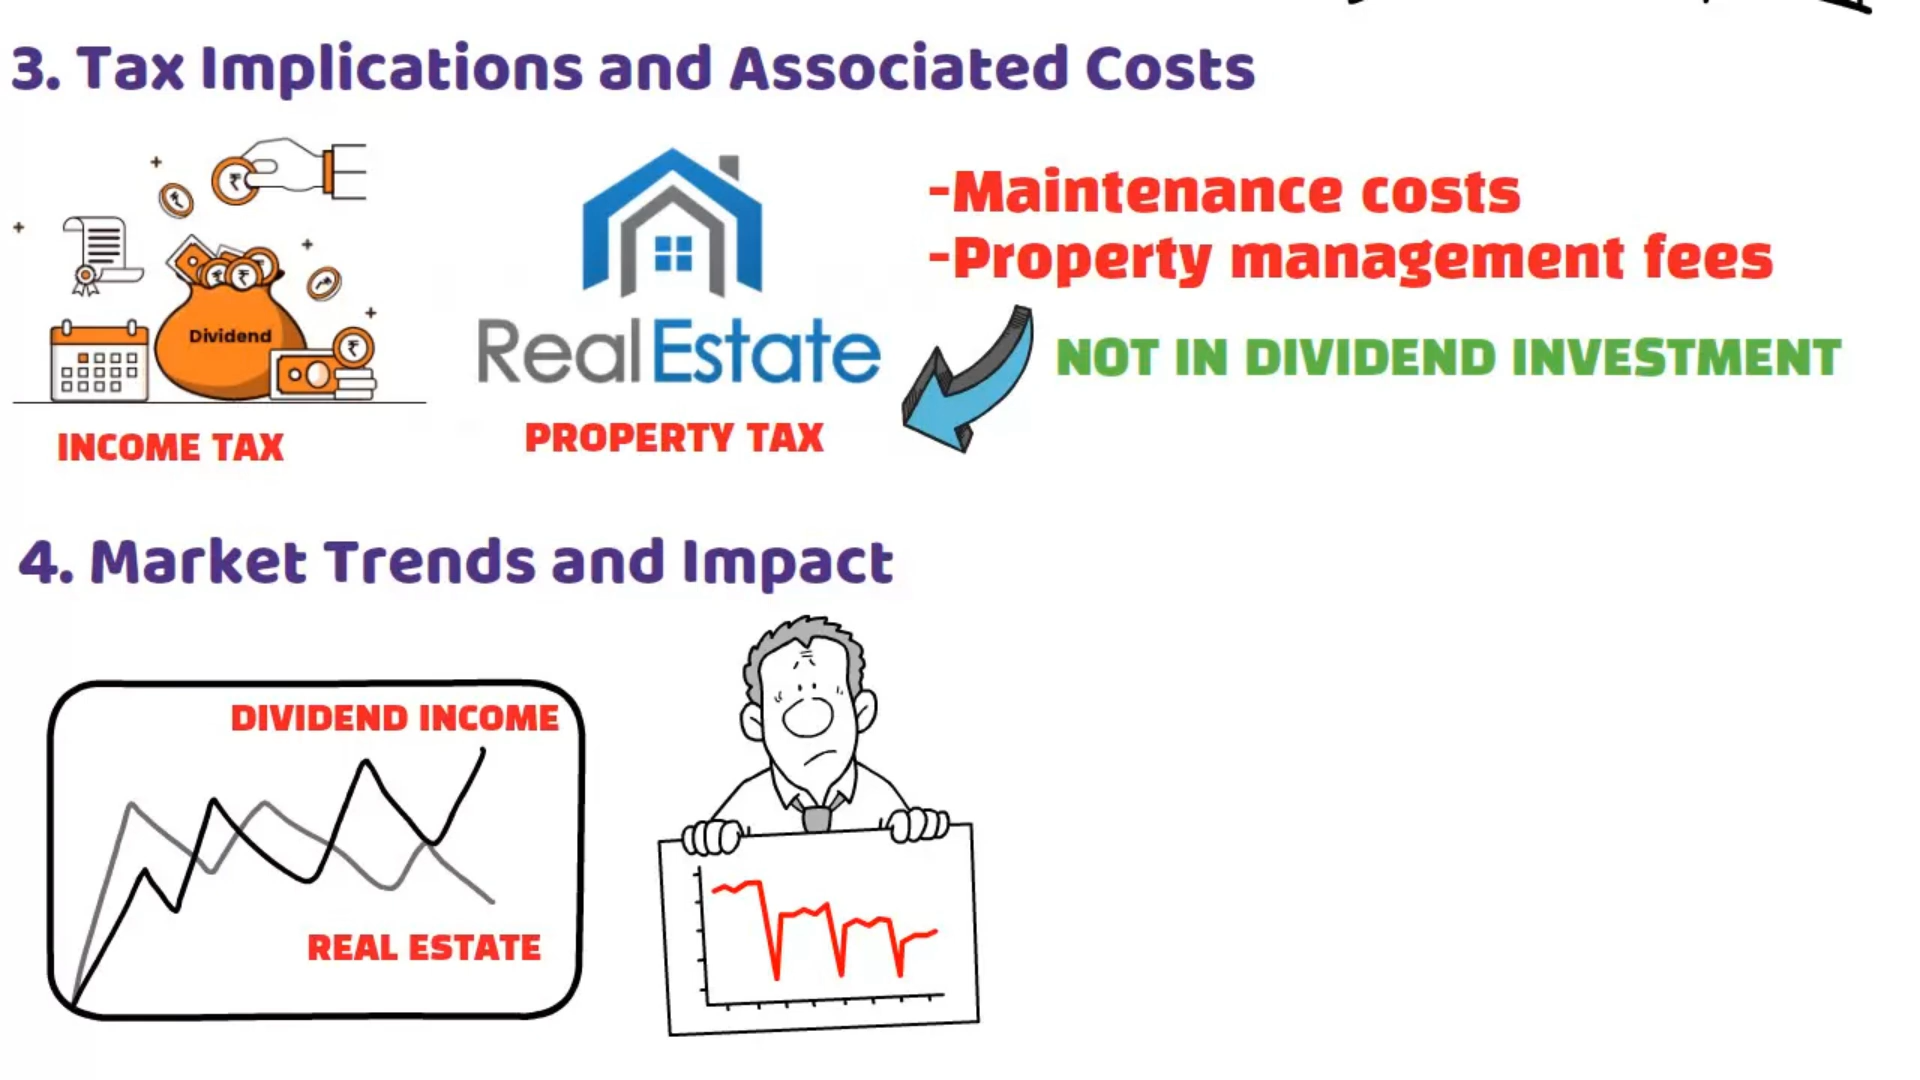 3. Tax Implications and Associated Costs
-Maintenance costs
-Property management fees
Dividend
RealEstate
NOT IN DIVIDEND INVESTMENT
INCOME TAX
PROPERTY TAX
4. Market Trends and Impact
DIVIDEND INCOME
REAL ESTATE